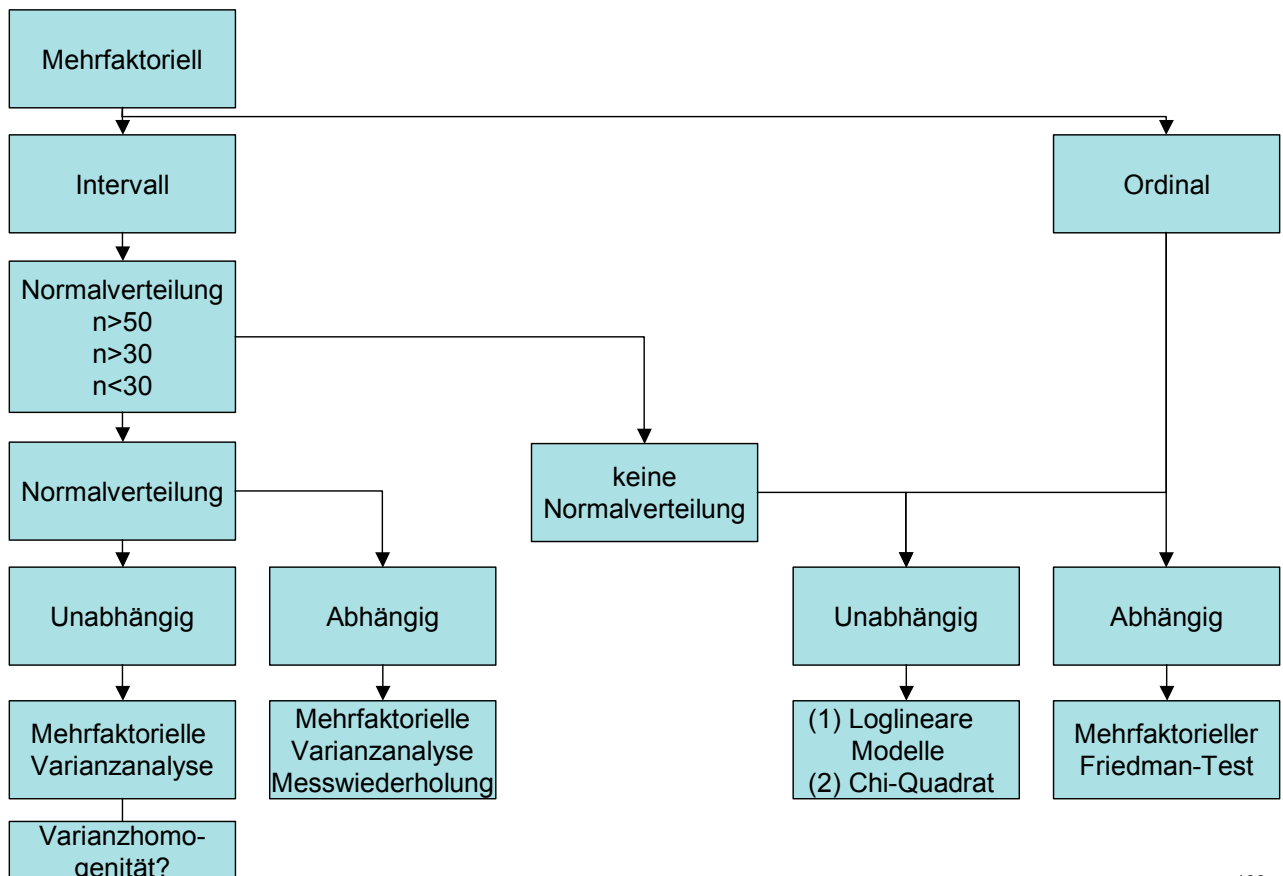 Mehrfaktoriell
Intervall
Ordinal
Normalverteilung
n>50
n>30
n<30
Normalverteilung
keine
Normalverteilung
Unabhängig
Abhängig
Unabhängig
Abhängig
Mehrfaktorielle
Varianzanalyse
Mehrfaktorielle
Varianzanalyse
Messwiederholung
(1) Loglineare
Modelle
(2) Chi-Quadrat
Mehrfaktorieller
Friedman-Test
Varianzhomo-
genität?